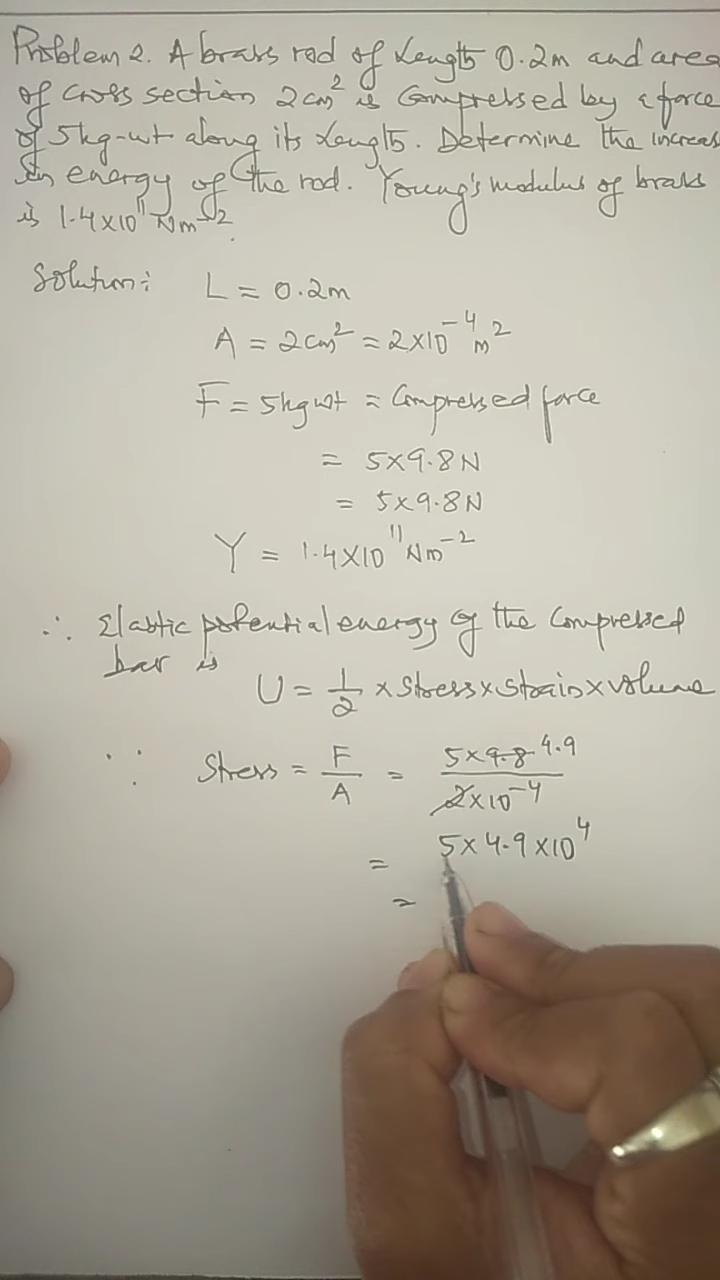 Problem 2. A brass rod of length 0.2m and area
of cross section 2cm² is compressed by a force
of 5kg-wt along its length. Determine the increas
in energy of the rod. Young's modulus of brass
is 1.4×10¹¹ Nm⁻².
Solution: L = 0.2m
A = 2cm² = 2×10⁻⁴ m²
F = 5kgwt = Compressed force
= 5×9.8N
= 5×9.8N
Y = 1.4×10¹¹ Nm⁻²
∴ Elastic potential energy of the compressed
bar is
U = 1/2 × stress × strain × volume
∵ Stress = F/A = 5×9.8 4.9 / 2×10⁻⁴
= 5×4.9×10⁴
=